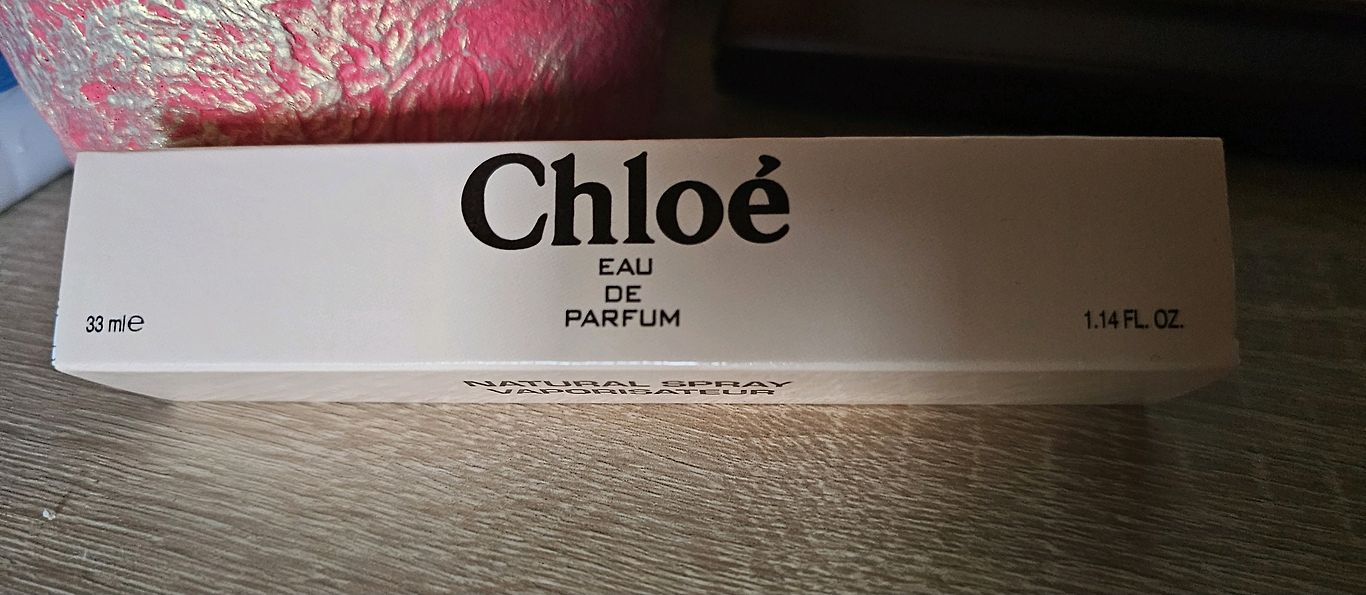 Chloé
EAU
DE
PARFUM
33 ml℮
1.14 FL. OZ.
NATURAL SPRAY
VAPORISATEUR